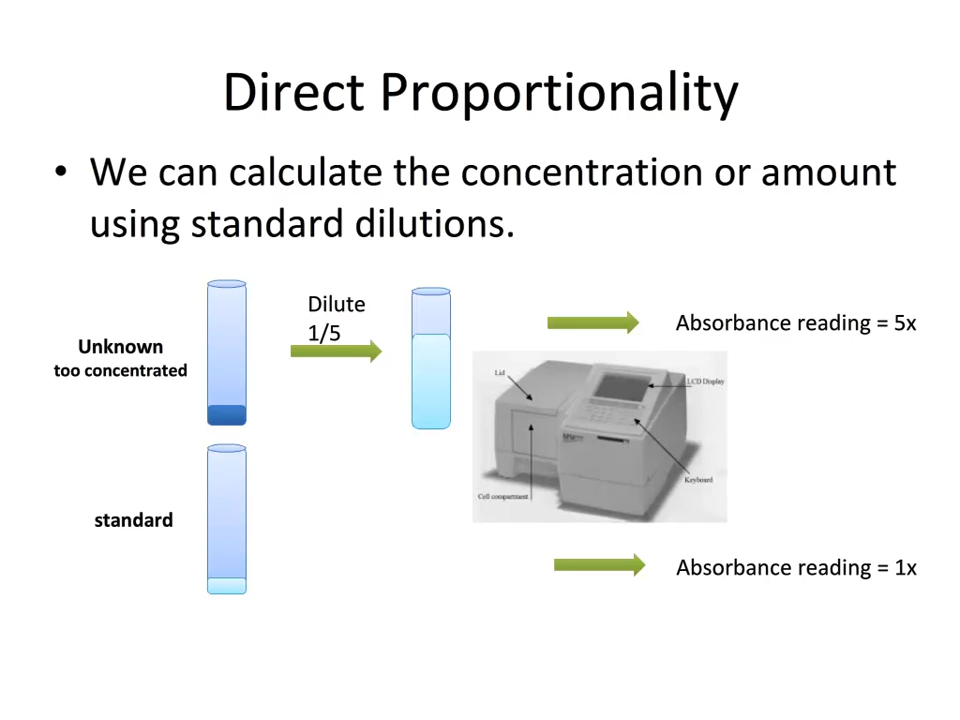 Direct Proportionality
• We can calculate the concentration or amount
using standard dilutions.
Dilute
1/5
Unknown
too concentrated
Absorbance reading = 5x
Lid
LCD Display
Keyboard
Cell compartment
standard
Absorbance reading = 1x